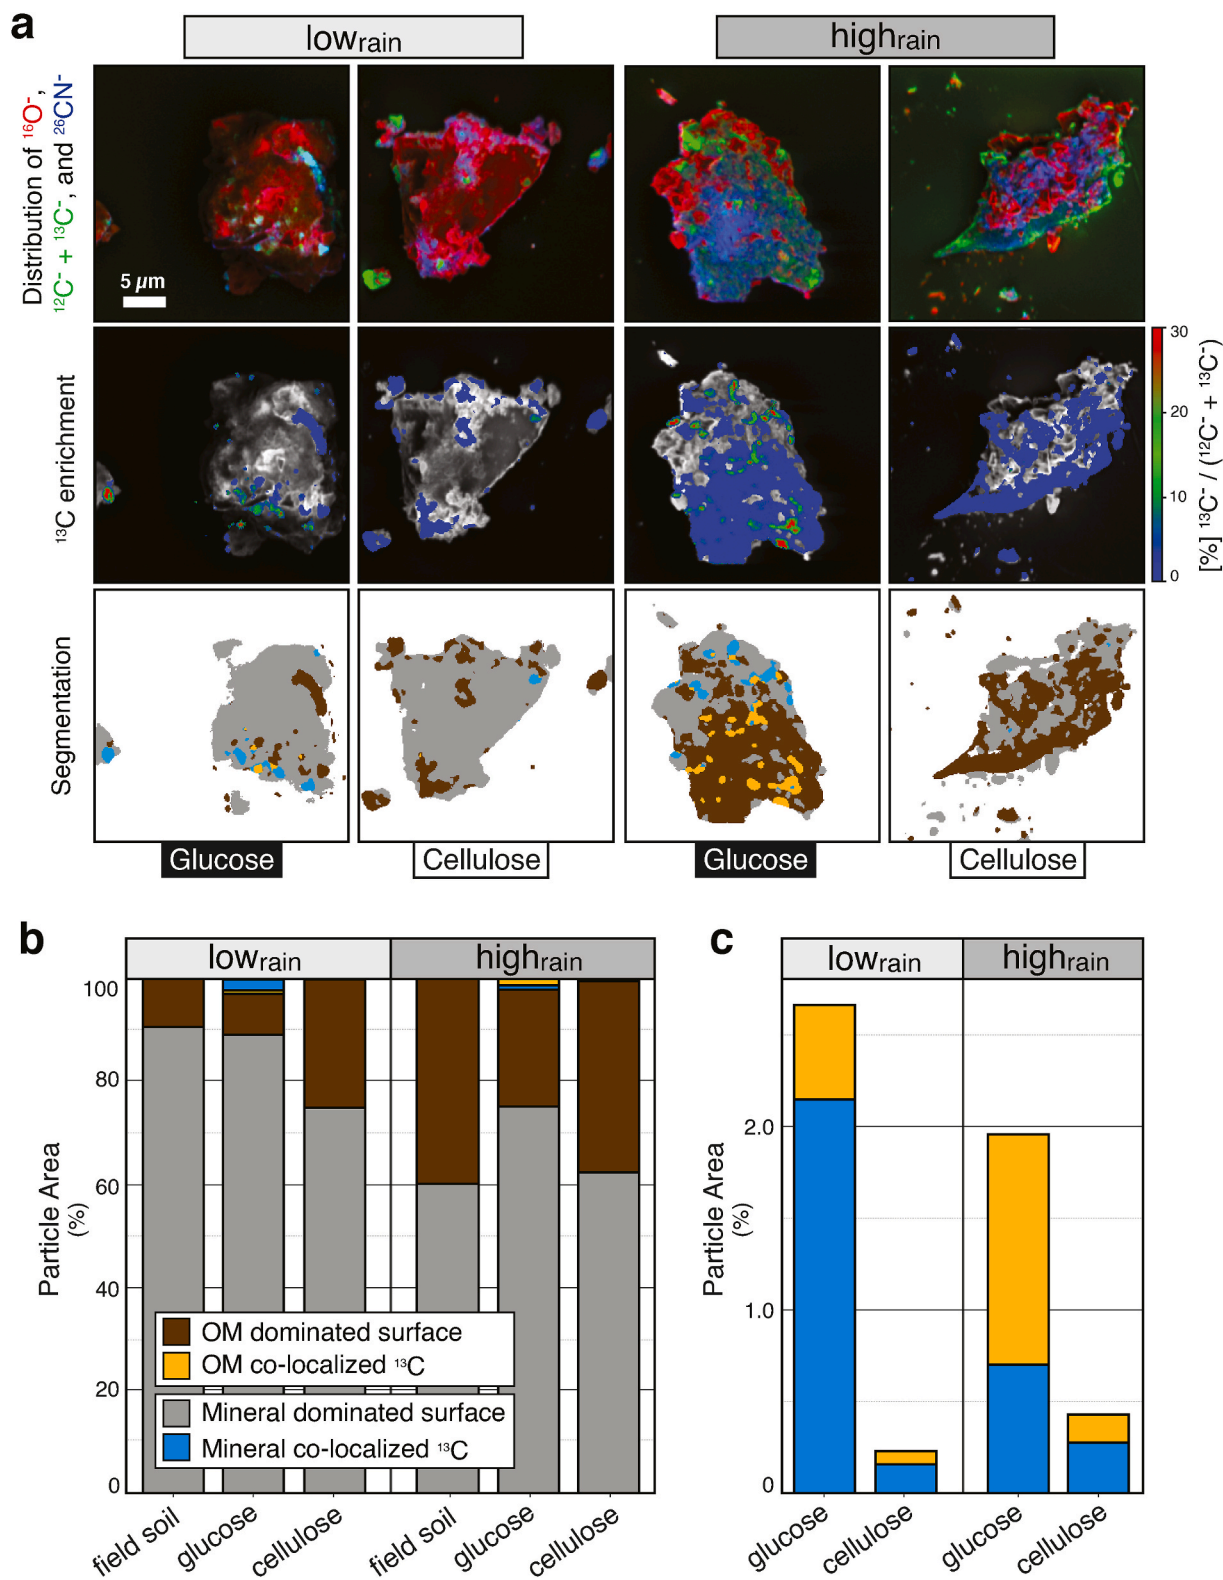 a
lowrain
highrain
Distribution of ¹⁶O⁻,
¹²C⁻ + ¹³C⁻, and ²⁶CN⁻
5 µm
¹³C enrichment
30
20
10
0
[%] ¹³C⁻ / (¹²C⁻ + ¹³C⁻)
Segmentation
Glucose
Cellulose
Glucose
Cellulose
b
lowrain
highrain
Particle Area
(%)
100
80
60
40
20
0
OM dominated surface
OM co-localized ¹³C
Mineral dominated surface
Mineral co-localized ¹³C
field soil
glucose
cellulose
field soil
glucose
cellulose
c
lowrain
highrain
Particle Area
(%)
2.0
1.0
0
glucose
cellulose
glucose
cellulose